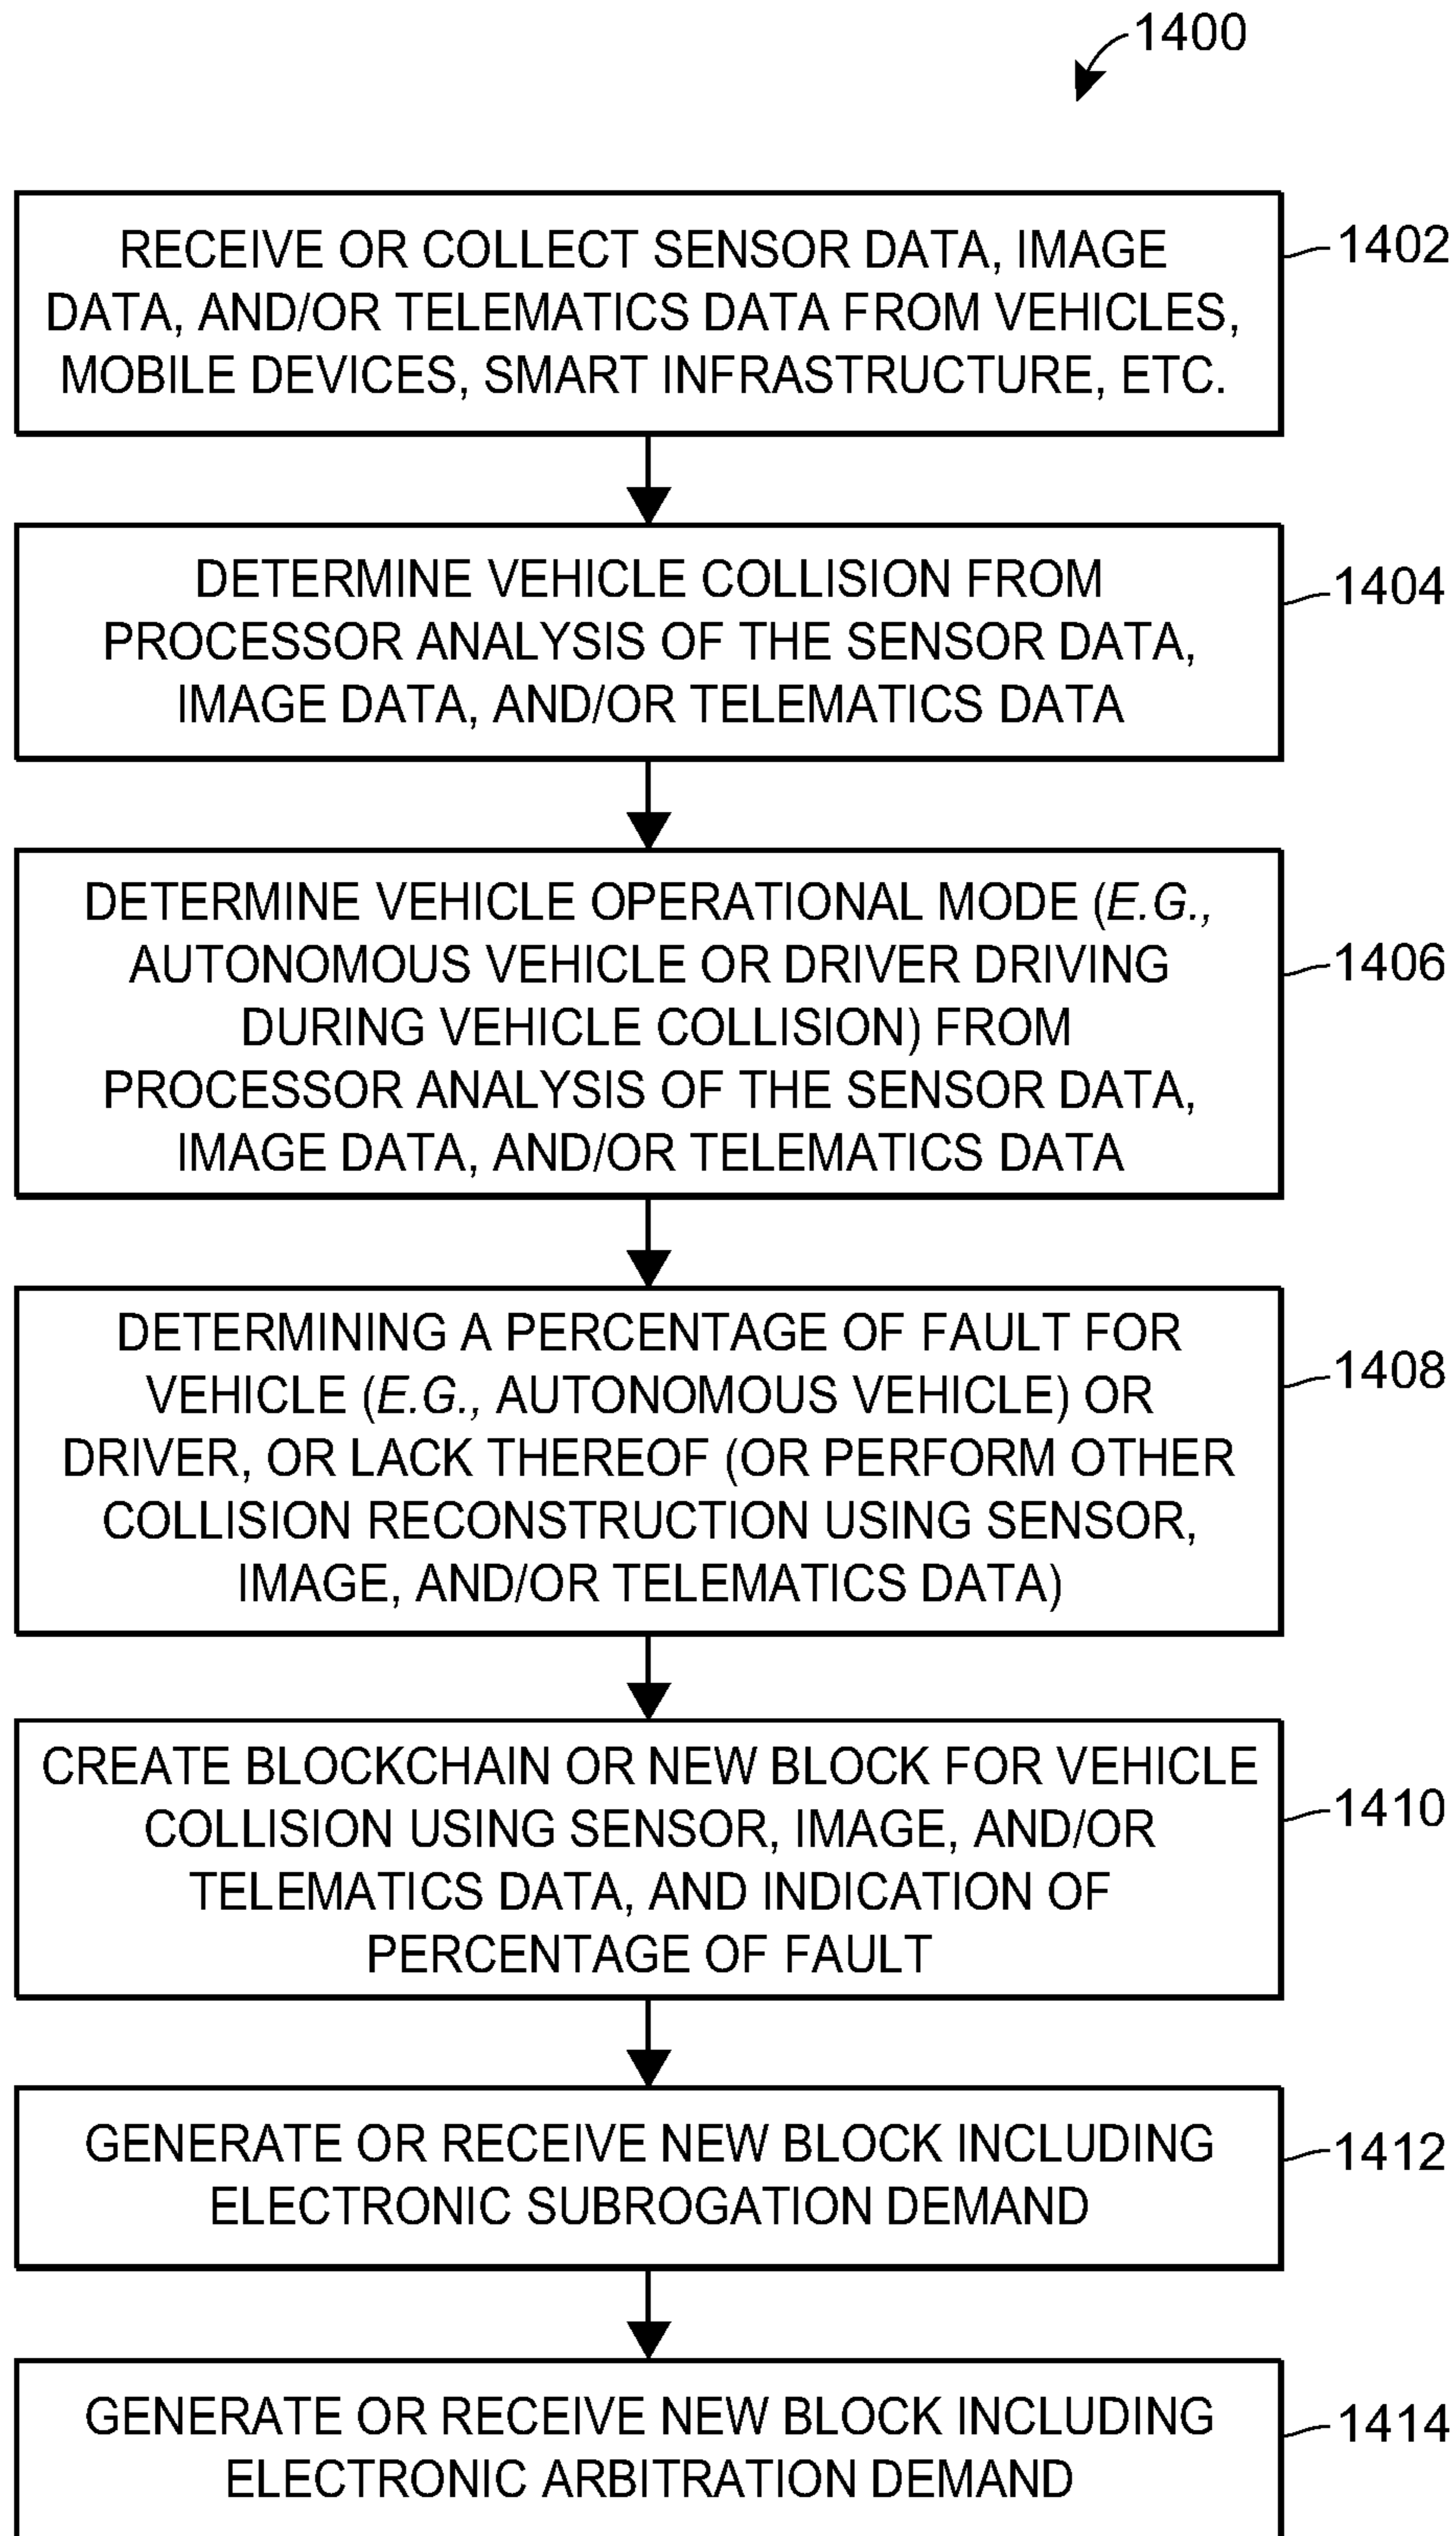 1400
RECEIVE OR COLLECT SENSOR DATA, IMAGE
DATA, AND/OR TELEMATICS DATA FROM VEHICLES,
MOBILE DEVICES, SMART INFRASTRUCTURE, ETC.
1402
DETERMINE VEHICLE COLLISION FROM
PROCESSOR ANALYSIS OF THE SENSOR DATA,
IMAGE DATA, AND/OR TELEMATICS DATA
1404
DETERMINE VEHICLE OPERATIONAL MODE (E.G.,
AUTONOMOUS VEHICLE OR DRIVER DRIVING
DURING VEHICLE COLLISION) FROM
PROCESSOR ANALYSIS OF THE SENSOR DATA,
IMAGE DATA, AND/OR TELEMATICS DATA
1406
DETERMINING A PERCENTAGE OF FAULT FOR
VEHICLE (E.G., AUTONOMOUS VEHICLE) OR
DRIVER, OR LACK THEREOF (OR PERFORM OTHER
COLLISION RECONSTRUCTION USING SENSOR,
IMAGE, AND/OR TELEMATICS DATA)
1408
CREATE BLOCKCHAIN OR NEW BLOCK FOR VEHICLE
COLLISION USING SENSOR, IMAGE, AND/OR
TELEMATICS DATA, AND INDICATION OF
PERCENTAGE OF FAULT
1410
GENERATE OR RECEIVE NEW BLOCK INCLUDING
ELECTRONIC SUBROGATION DEMAND
1412
GENERATE OR RECEIVE NEW BLOCK INCLUDING
ELECTRONIC ARBITRATION DEMAND
1414